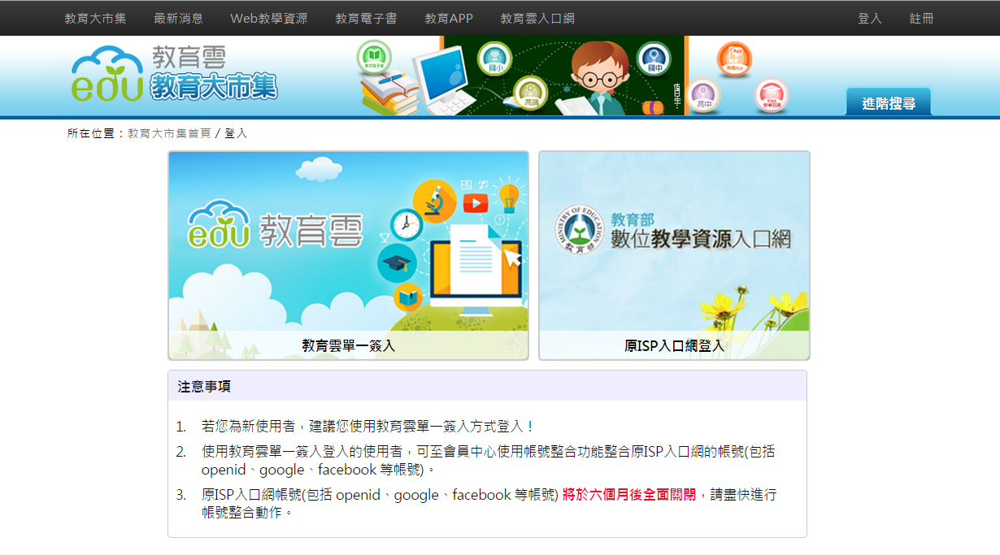 教育大市集 最新消息 Web教學資源 教育電子書 教育APP 教育雲入口網 登入 註冊
edu 教育雲
教育大市集
國小 國中 高職 高中 值日生: App
進階搜尋
所在位置：教育大市集首頁 / 登入
edu 教育雲
教育雲單一簽入
MINISTRY OF EDUCATION 教育部
教育部
數位教學資源入口網
原ISP入口網登入
注意事項
1. 若您為新使用者，建議您使用教育雲單一簽入方式登入！
2. 使用教育雲單一簽入登入的使用者，可至會員中心使用帳號整合功能整合原ISP入口網的帳號(包括
openid、google、facebook 等帳號)。
3. 原ISP入口網帳號(包括 openid、google、facebook 等帳號) 將於六個月後全面關閉，請盡快進行
帳號整合動作。